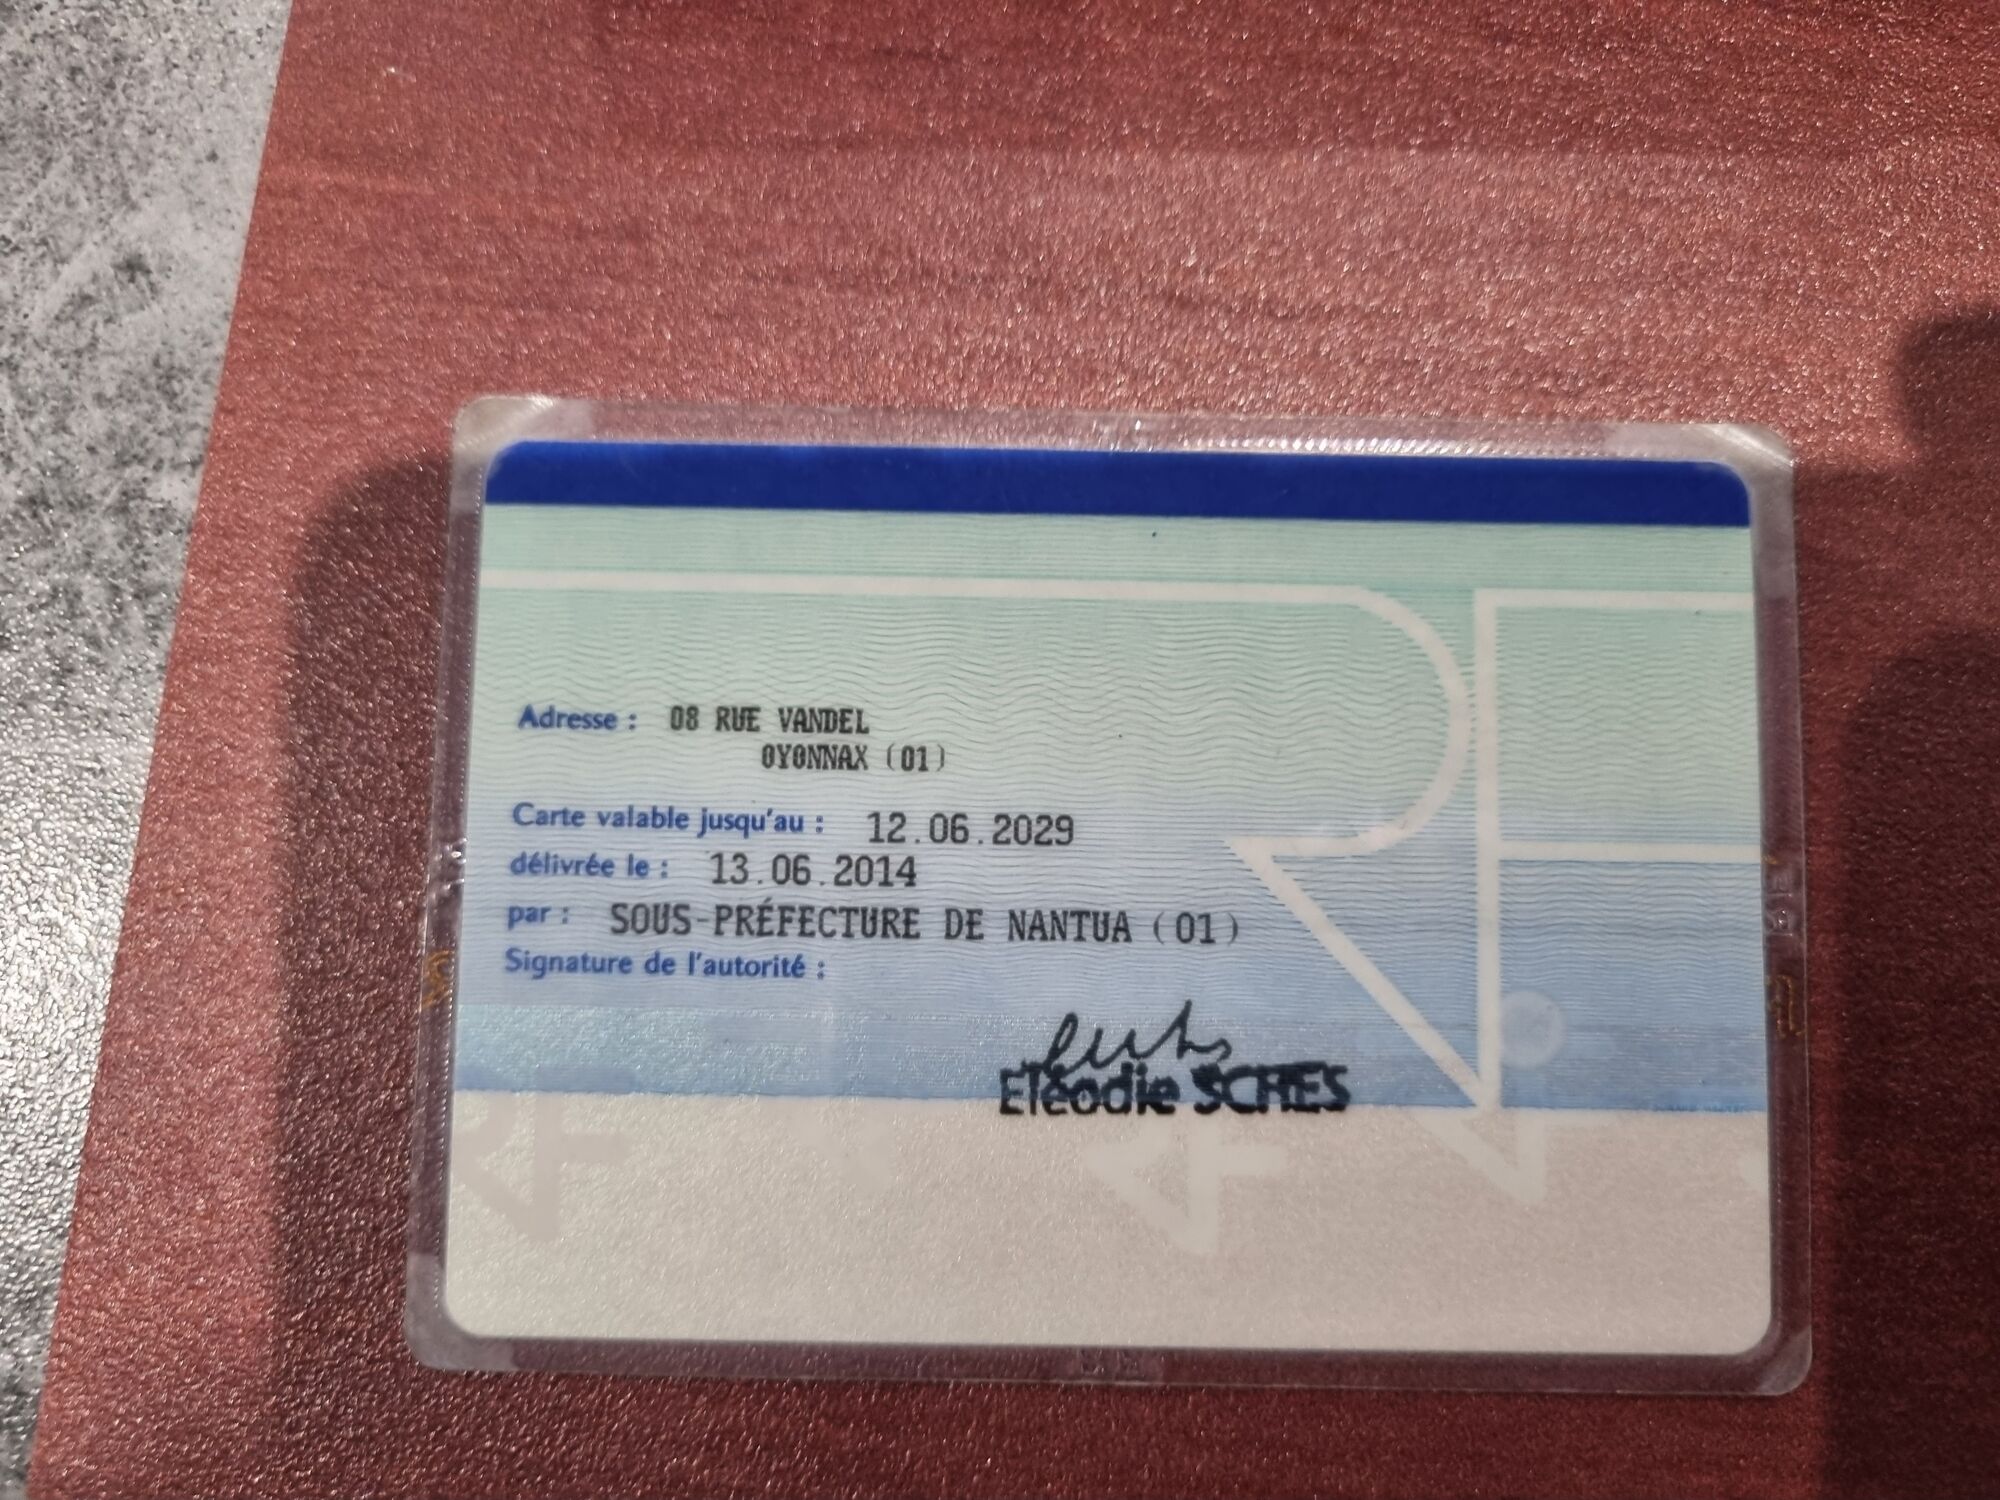 Adresse : 08 RUE VANDEL
OYONNAX (01)
Carte valable jusqu'au : 12.06.2029
délivrée le : 13.06.2014
par : SOUS-PRÉFECTURE DE NANTUA (01)
Signature de l'autorité :
RF